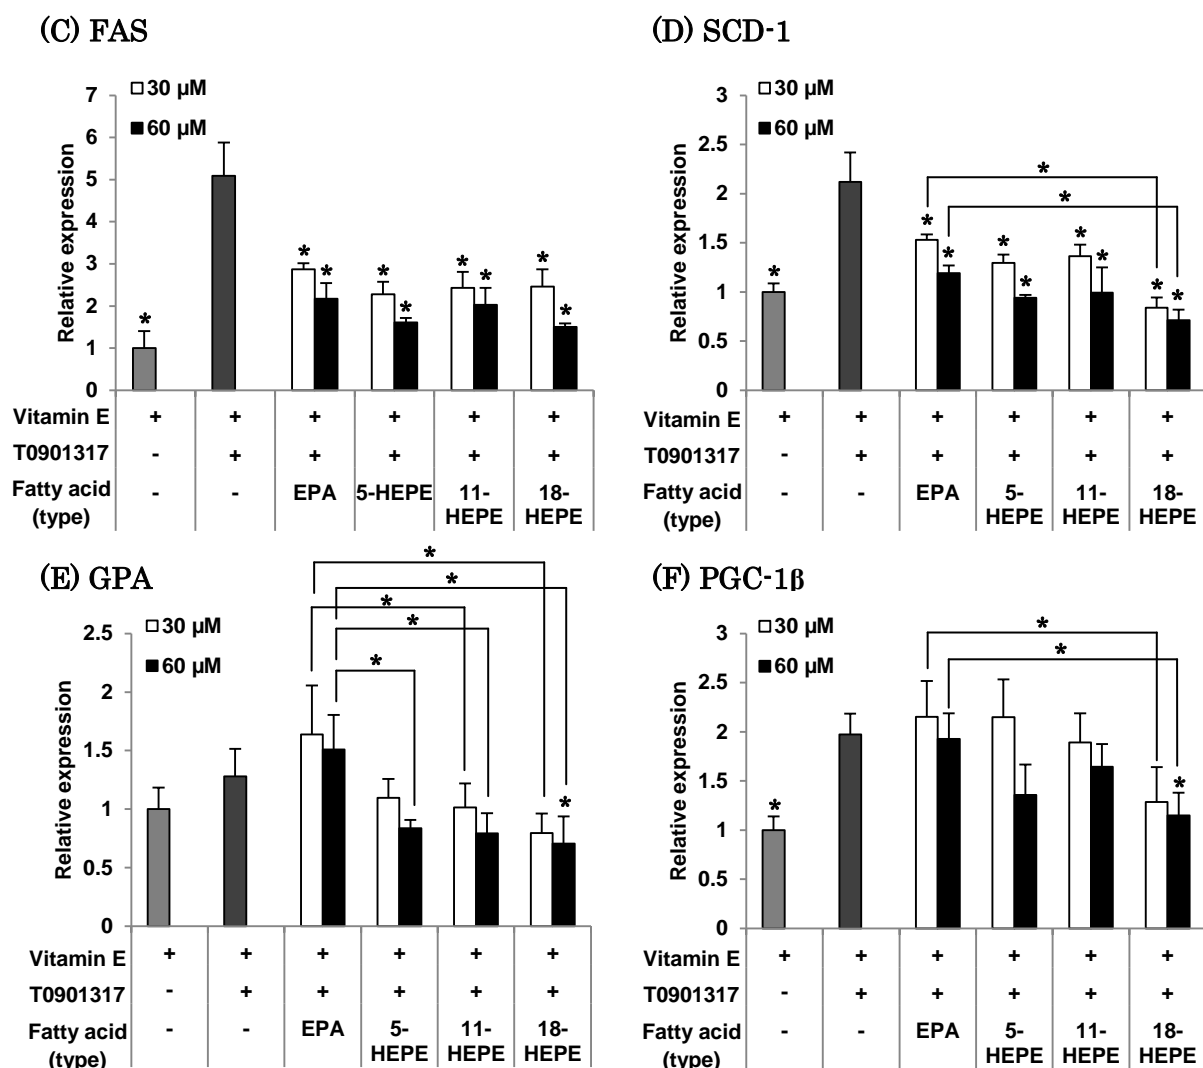 (C) FAS
30 µM
60 µM
Relative expression
7
6
5
4
3
2
1
0
* * * * * * * * *
Vitamin E + + + + + +
T0901317 - + + + + +
Fatty acid (type) - - EPA 5-HEPE 11-HEPE 18-HEPE
(D) SCD-1
30 µM
60 µM
Relative expression
3
2.5
2
1.5
1
0.5
0
* * * * * * * * * * *
Vitamin E + + + + + +
T0901317 - + + + + +
Fatty acid (type) - - EPA 5-HEPE 11-HEPE 18-HEPE
(E) GPA
30 µM
60 µM
Relative expression
2.5
2
1.5
1
0.5
0
* * * * * *
Vitamin E + + + + + +
T0901317 - + + + + +
Fatty acid (type) - - EPA 5-HEPE 11-HEPE 18-HEPE
(F) PGC-1β
30 µM
60 µM
Relative expression
3
2.5
2
1.5
1
0.5
0
* * * *
Vitamin E + + + + + +
T0901317 - + + + + +
Fatty acid (type) - - EPA 5-HEPE 11-HEPE 18-HEPE